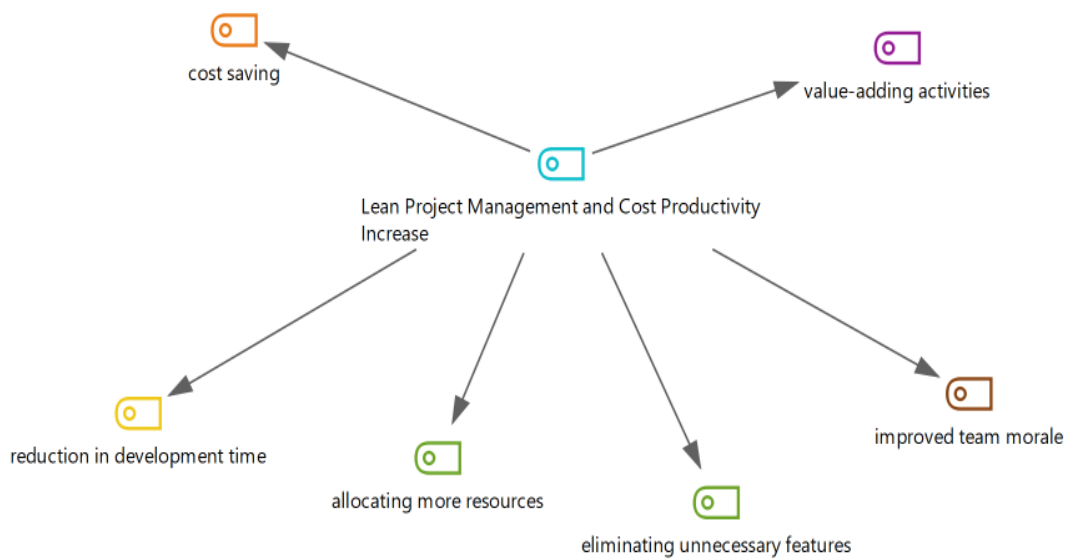 cost saving
value-adding activities
Lean Project Management and Cost Productivity
Increase
reduction in development time
allocating more resources
improved team morale
eliminating unnecessary features